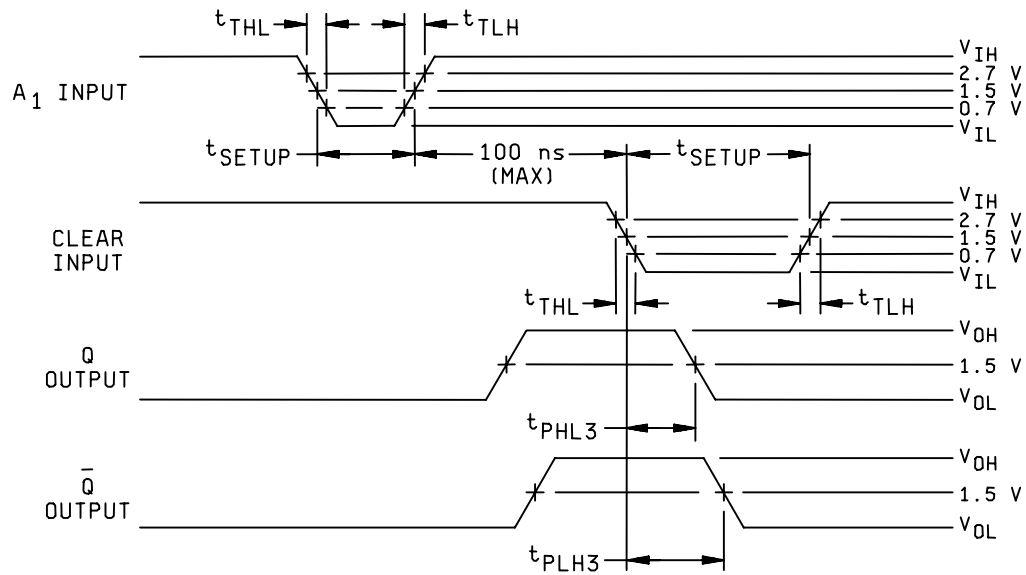 tTHL tTLH
A1 INPUT
VIH
2.7 V
1.5 V
0.7 V
VIL
tSETUP 100 ns tSETUP
(MAX)
CLEAR
INPUT
VIH
2.7 V
1.5 V
0.7 V
VIL
tTHL tTLH
Q
OUTPUT
VOH
1.5 V
VOL
tPHL3
Q̅
OUTPUT
VOH
1.5 V
VOL
tPLH3